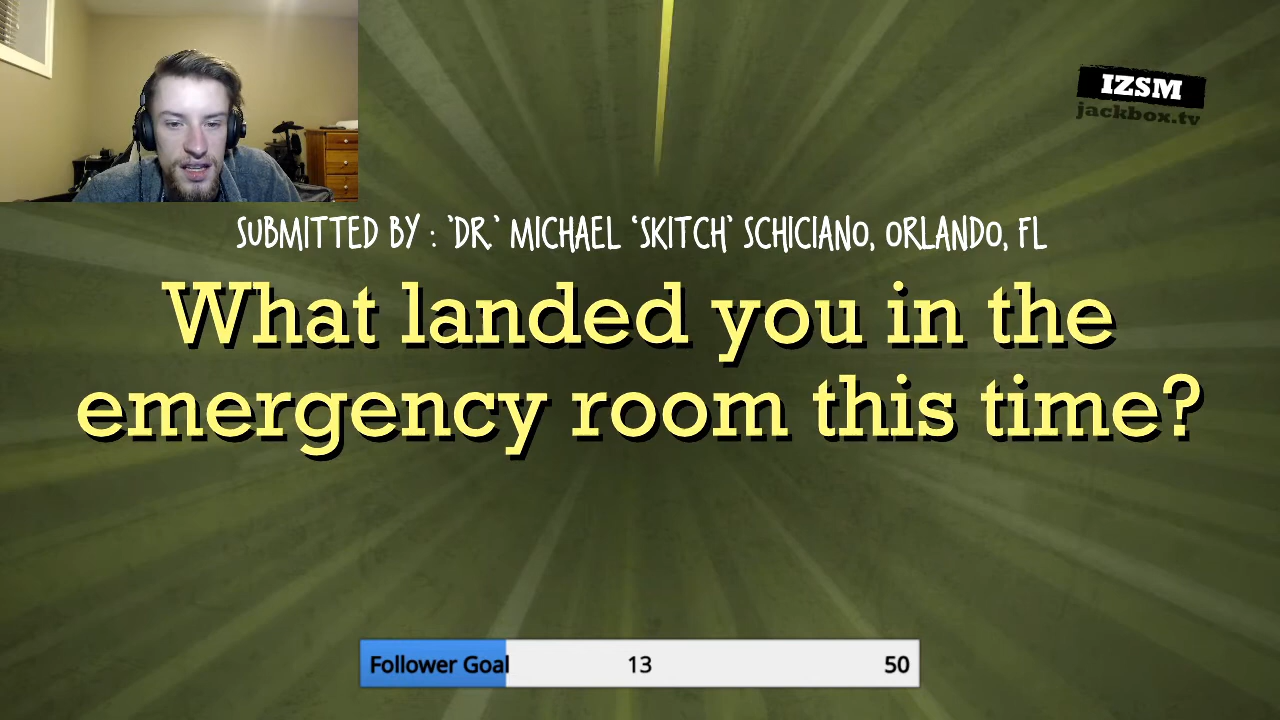 IZSM
jackbox.tv
SUBMITTED BY : 'DR.' MICHAEL 'SKITCH' SCHICIANO, ORLANDO, FL
What landed you in the
emergency room this time?
Follower Goal 13 50